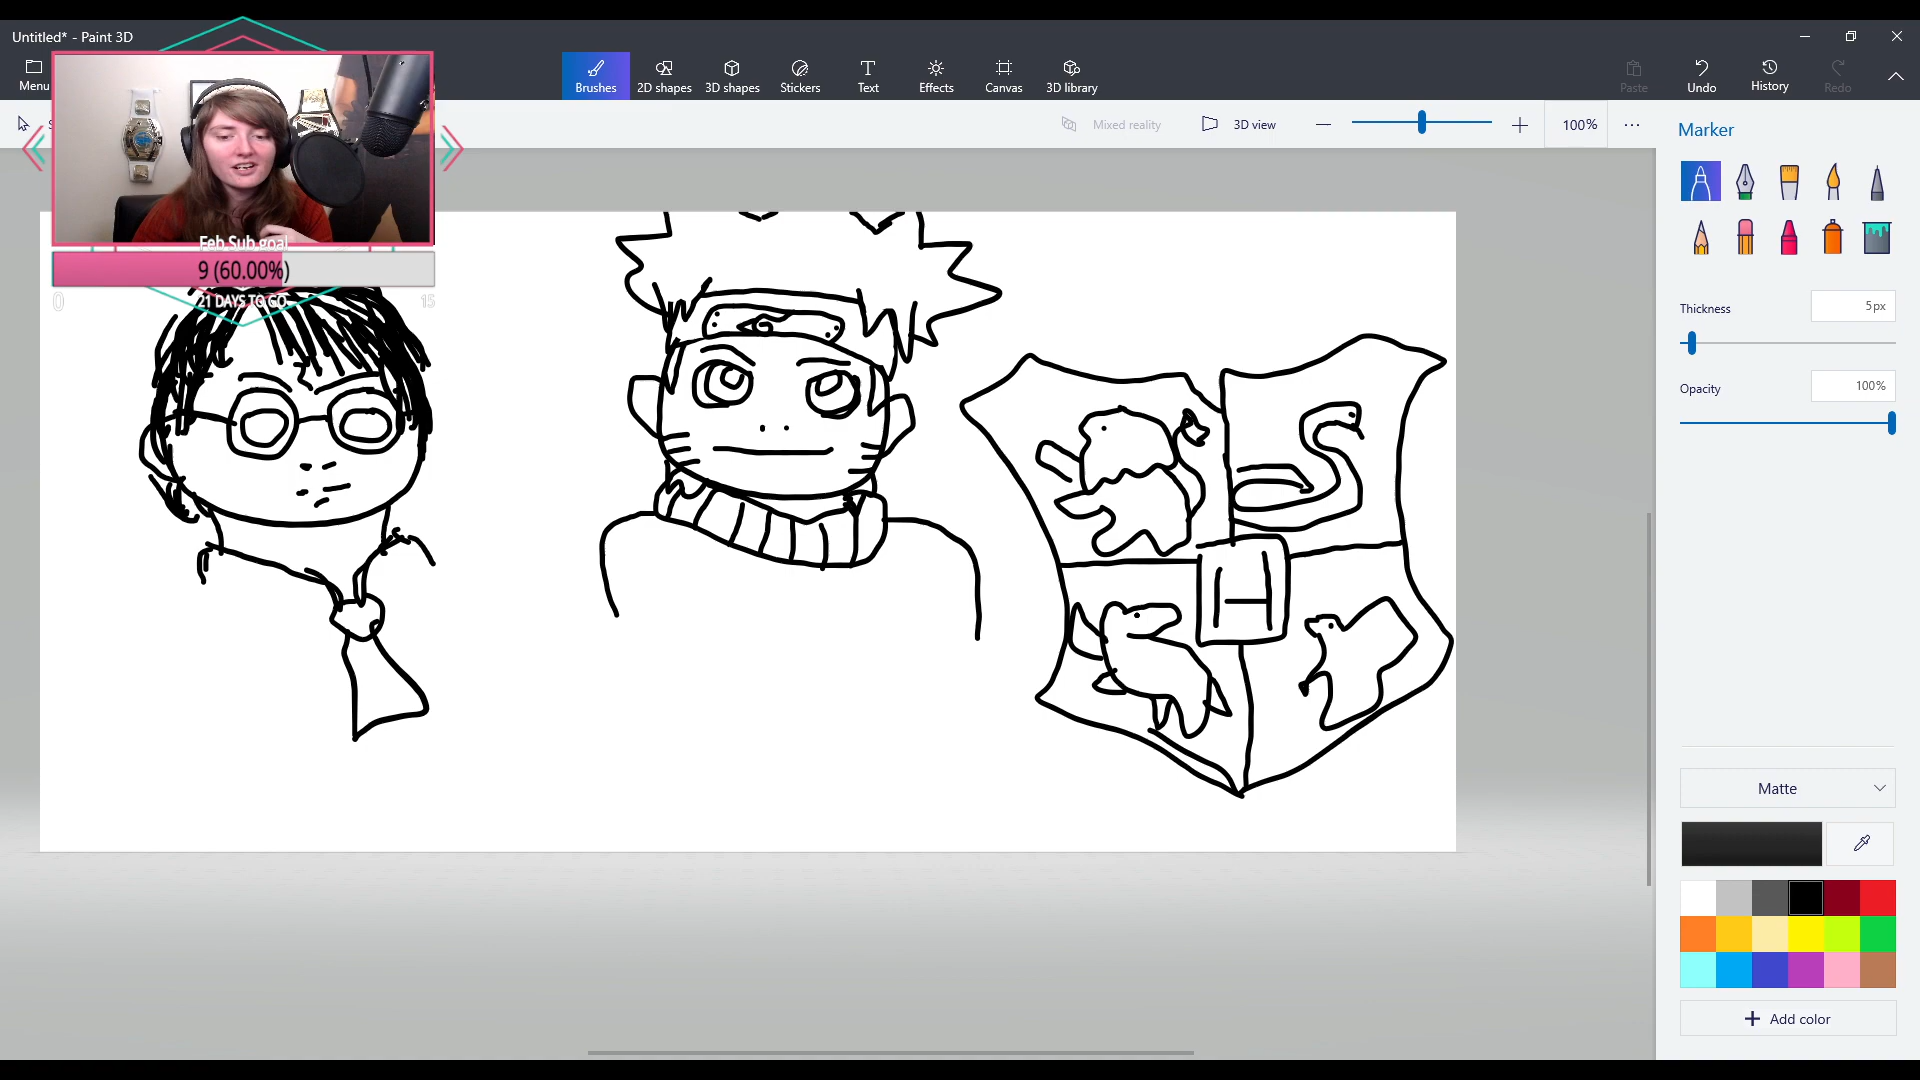 Untitled* - Paint 3D
Menu
Brushes
2D shapes
3D shapes
Stickers
Text
Effects
Canvas
3D library
Paste
Undo
History
Redo
Mixed reality
3D view
100%
Marker
Feb Sub goal
9 (60.00%)
0
21 DAYS TO GO
15
Thickness
5px
Opacity
100%
H
Matte
Add color